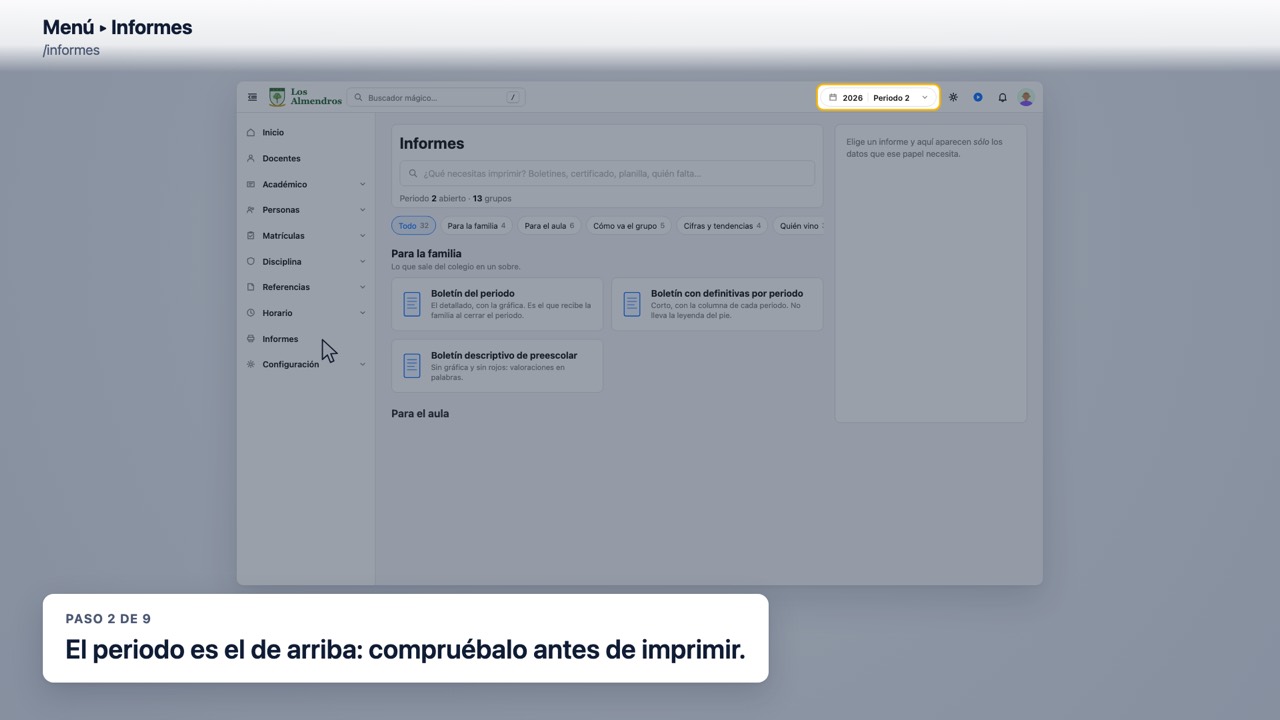 Menú ▸ Informes
/informes
Los Almendros
Buscador mágico...
/
2026 Periodo 2
Inicio
Docentes
Académico
Personas
Matrículas
Disciplina
Referencias
Horario
Informes
Configuración
Informes
¿Qué necesitas imprimir? Boletines, certificado, planilla, quién falta...
Periodo 2 abierto · 13 grupos
Todo 32
Para la familia 4
Para el aula 6
Cómo va el grupo 5
Cifras y tendencias 4
Quién vino
Para la familia
Lo que sale del colegio en un sobre.
Boletín del periodo
El detallado, con la gráfica. Es el que recibe la
familia al cerrar el periodo.
Boletín con definitivas por periodo
Corto, con la columna de cada periodo. No
lleva la leyenda del pie.
Boletín descriptivo de preescolar
Sin gráfica y sin rojos: valoraciones en
palabras.
Para el aula
Elige un informe y aquí aparecen sólo los
datos que ese papel necesita.
PASO 2 DE 9
El periodo es el de arriba: compruébalo antes de imprimir.